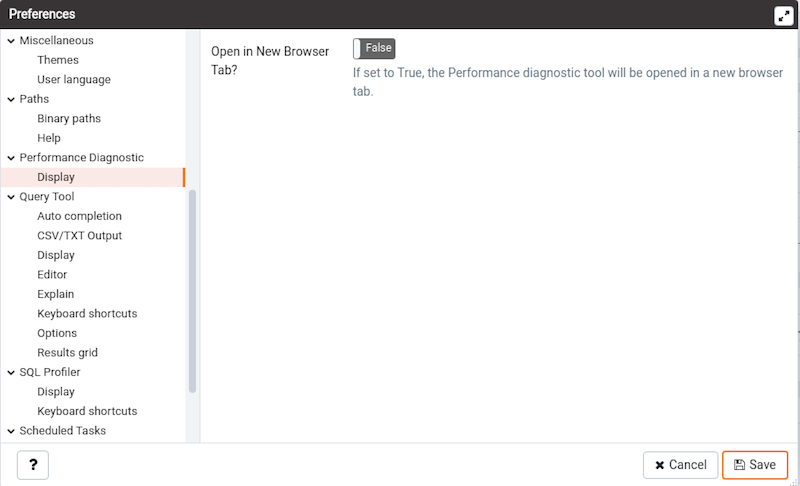 Preferences
Miscellaneous
Themes
User language
Paths
Binary paths
Help
Performance Diagnostic
Display
Query Tool
Auto completion
CSV/TXT Output
Display
Editor
Explain
Keyboard shortcuts
Options
Results grid
SQL Profiler
Display
Keyboard shortcuts
Scheduled Tasks
Open in New Browser
Tab?
False
If set to True, the Performance diagnostic tool will be opened in a new browser
tab.
?
Cancel
Save